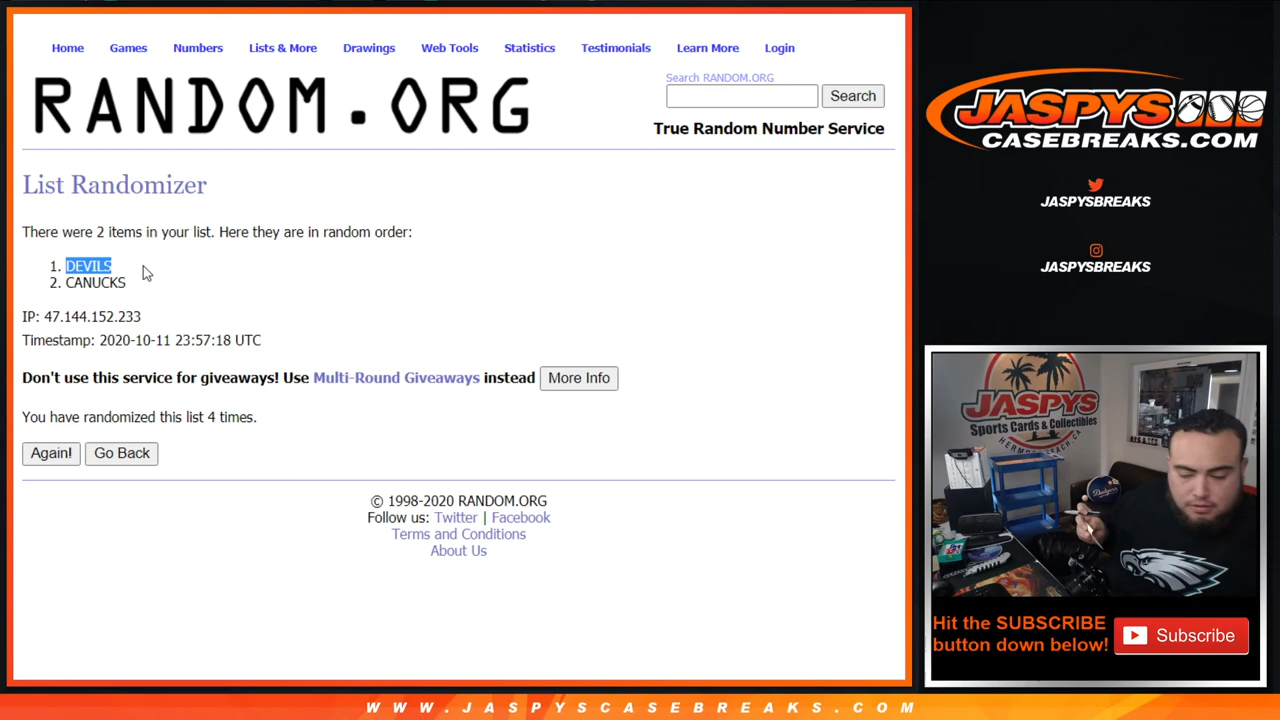 Home Games Numbers Lists & More Drawings Web Tools Statistics Testimonials Learn More Login
RANDOM.ORG
Search RANDOM.ORG
Search
True Random Number Service
List Randomizer
There were 2 items in your list. Here they are in random order:
1. DEVILS
2. CANUCKS
IP: 47.144.152.233
Timestamp: 2020-10-11 23:57:18 UTC
Don't use this service for giveaways! Use Multi-Round Giveaways instead More Info
You have randomized this list 4 times.
Again! Go Back
© 1998-2020 RANDOM.ORG
Follow us: Twitter | Facebook
Terms and Conditions
About Us
JASPYS
CASEBREAKS.COM
JASPYSBREAKS
JASPYSBREAKS
JASPYS
Sports Cards & Collectibles
HERMOSA BEACH, CA
Dodgers
Hit the SUBSCRIBE
button down below!
Subscribe
WWW.JASPYSCASEBREAKS.COM